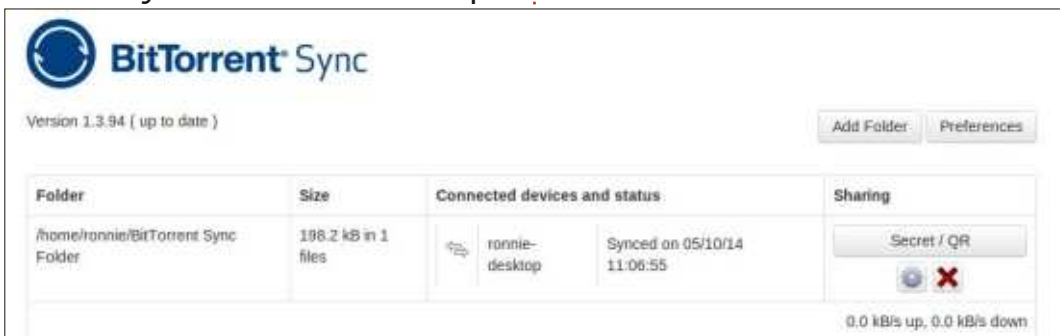 BitTorrent® Sync
Version 1.3.94 ( up to date )
Add Folder Preferences
Folder Size Connected devices and status Sharing
/home/ronnie/BitTorrent Sync
Folder
198.2 kB in 1
files
ronnie-
desktop
Synced on 05/10/14
11:06:55
Secret / QR
0.0 kB/s up, 0.0 kB/s down